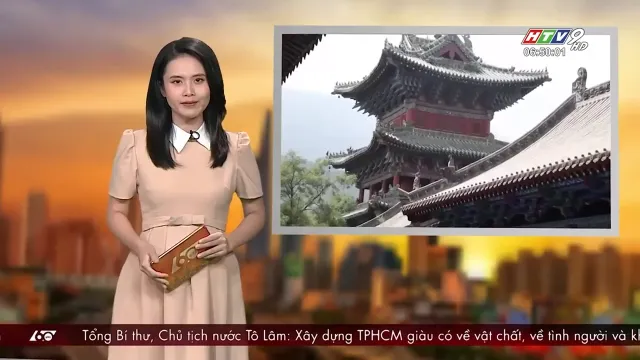 HTV9 HD
06:50:01
60
Tổng Bí thư, Chủ tịch nước Tô Lâm: Xây dựng TPHCM giàu có về vật chất, về tình người và k